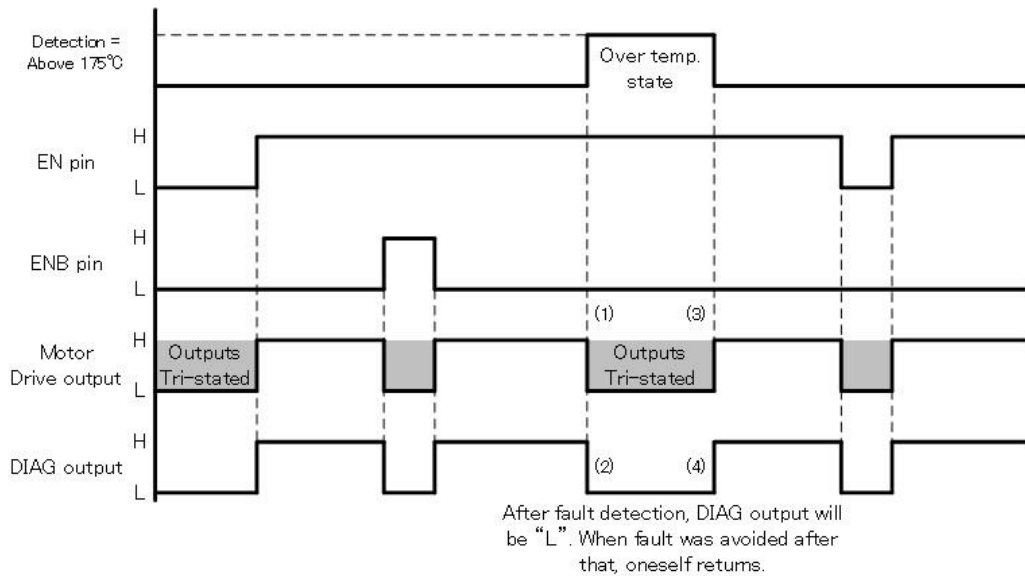 Detection =
Above 175℃
Over temp.
state
H
EN pin
L
H
ENB pin
L
(1) (3)
H
Motor
Drive output
Outputs
Tri-stated
Outputs
Tri-stated
L
H
DIAG output
(2) (4)
L
After fault detection, DIAG output will
be “L”. When fault was avoided after
that, oneself returns.